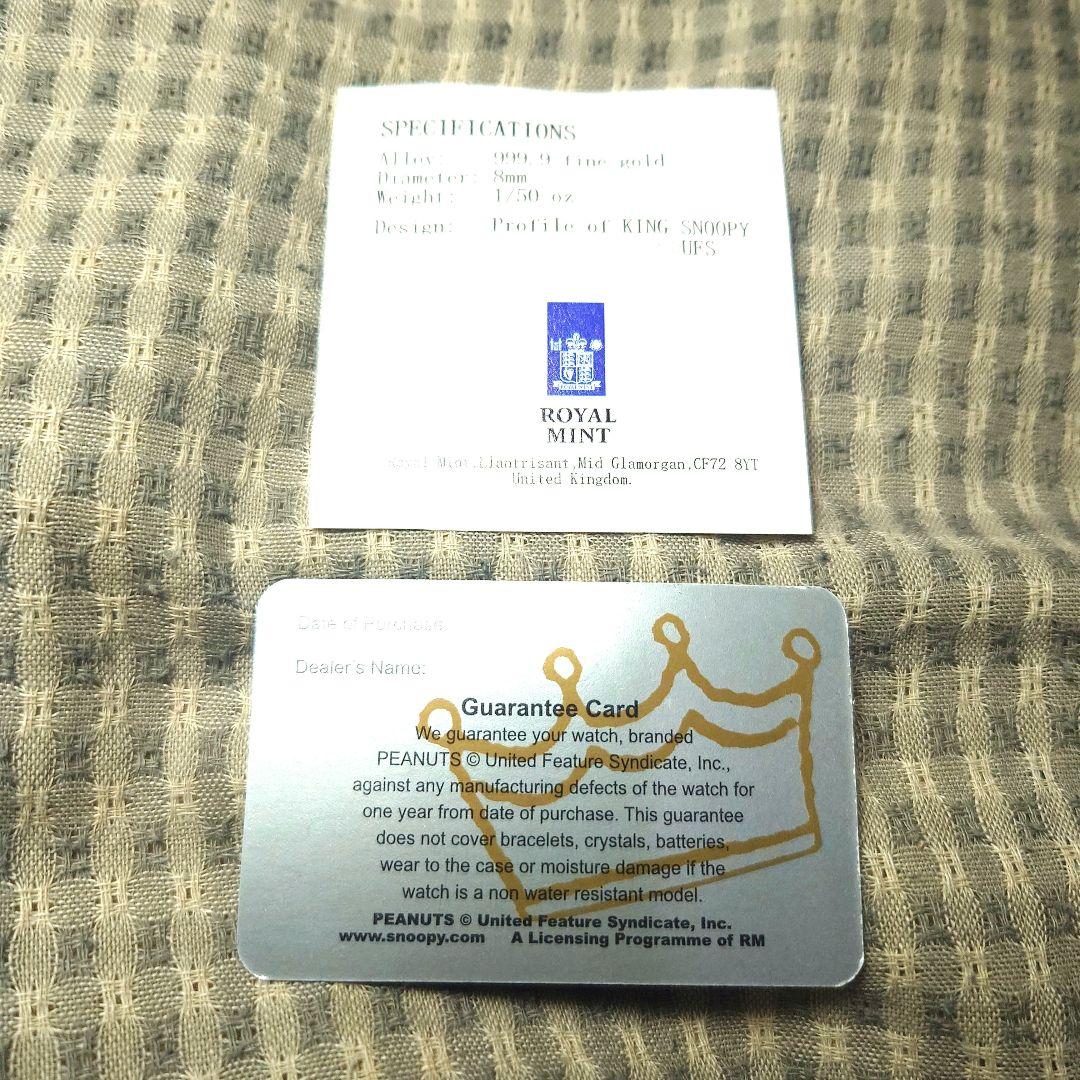 SPECIFICATIONS
Alloy: 999.9 fine gold
Diameter: 8mm
Weight: 1/50 oz
Design: Profile of KING SNOOPY
UFS
ROYAL
MINT
Royal Mint,Llantrisant,Mid Glamorgan,CF72 8YT
United Kingdom.
Date of Purchase:
Dealer's Name:
Guarantee Card
We guarantee your watch, branded
PEANUTS © United Feature Syndicate, Inc.,
against any manufacturing defects of the watch for
one year from date of purchase. This guarantee
does not cover bracelets, crystals, batteries,
wear to the case or moisture damage if the
watch is a non water resistant model.
PEANUTS © United Feature Syndicate, Inc.
www.snoopy.com A Licensing Programme of RM